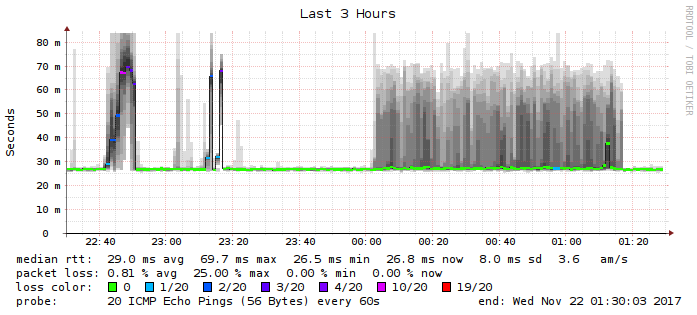 Last 3 Hours
RRDTOOL / TOBI OETIKER
Seconds
80 m
70 m
60 m
50 m
40 m
30 m
20 m
10 m
0
22:40 23:00 23:20 23:40 00:00 00:20 00:40 01:00 01:20
median rtt: 29.0 ms avg 69.7 ms max 26.5 ms min 26.8 ms now 8.0 ms sd 3.6 am/s
packet loss: 0.81 % avg 25.00 % max 0.00 % min 0.00 % now
loss color: 0 1/20 2/20 3/20 4/20 10/20 19/20
probe: 20 ICMP Echo Pings (56 Bytes) every 60s end: Wed Nov 22 01:30:03 2017